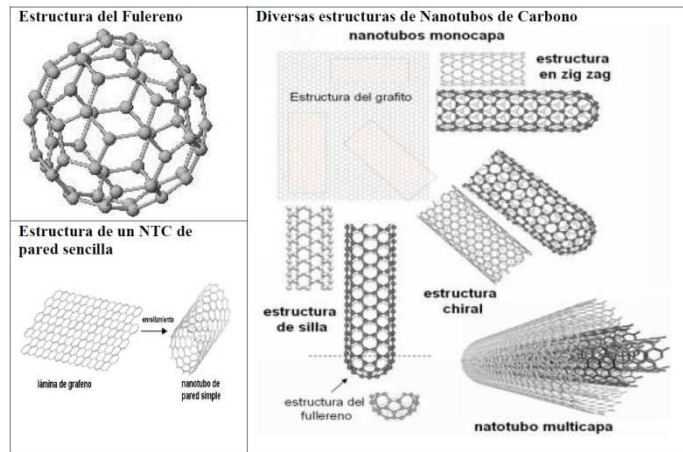 Estructura del Fulereno
Diversas estructuras de Nanotubos de Carbono
nanotubos monocapa
estructura
en zig zag
Estructura del grafito
Estructura de un NTC de
pared sencilla
enrollamiento
lámina de grafeno
nanotubo de
pared simple
estructura
de silla
estructura
chiral
estructura del
fullereno
natotubo multicapa